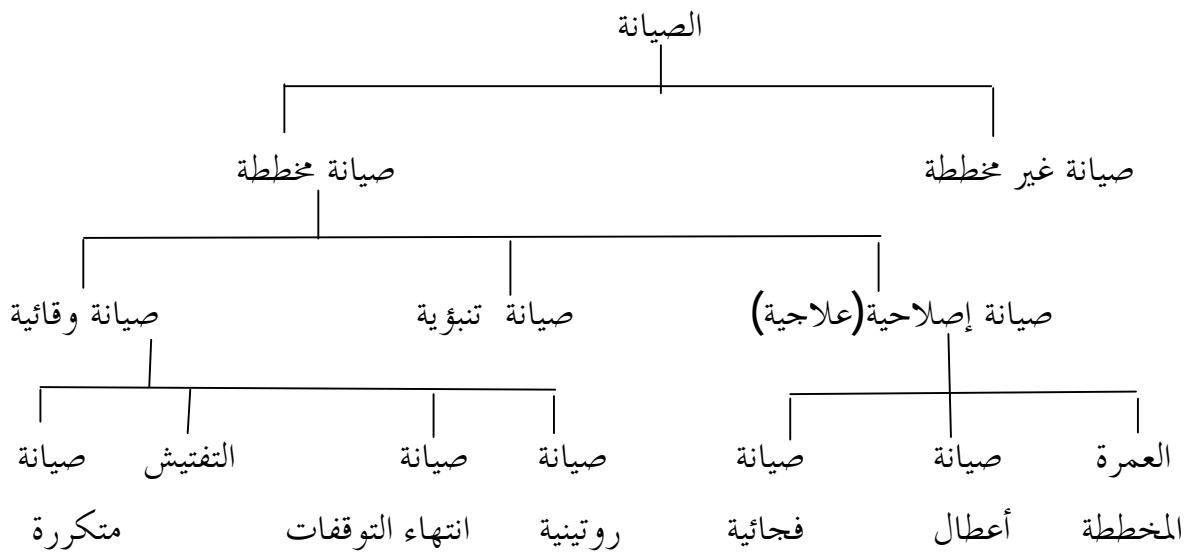 الصيانة
صيانة غير مخططة صيانة مخططة
صيانة إصلاحية(علاجية) صيانة تنبؤية صيانة وقائية
العمرة صيانة صيانة صيانة صيانة التفتيش صيانة
المخططة أعطال فجائية روتينية انتهاء التوقفات متكررة